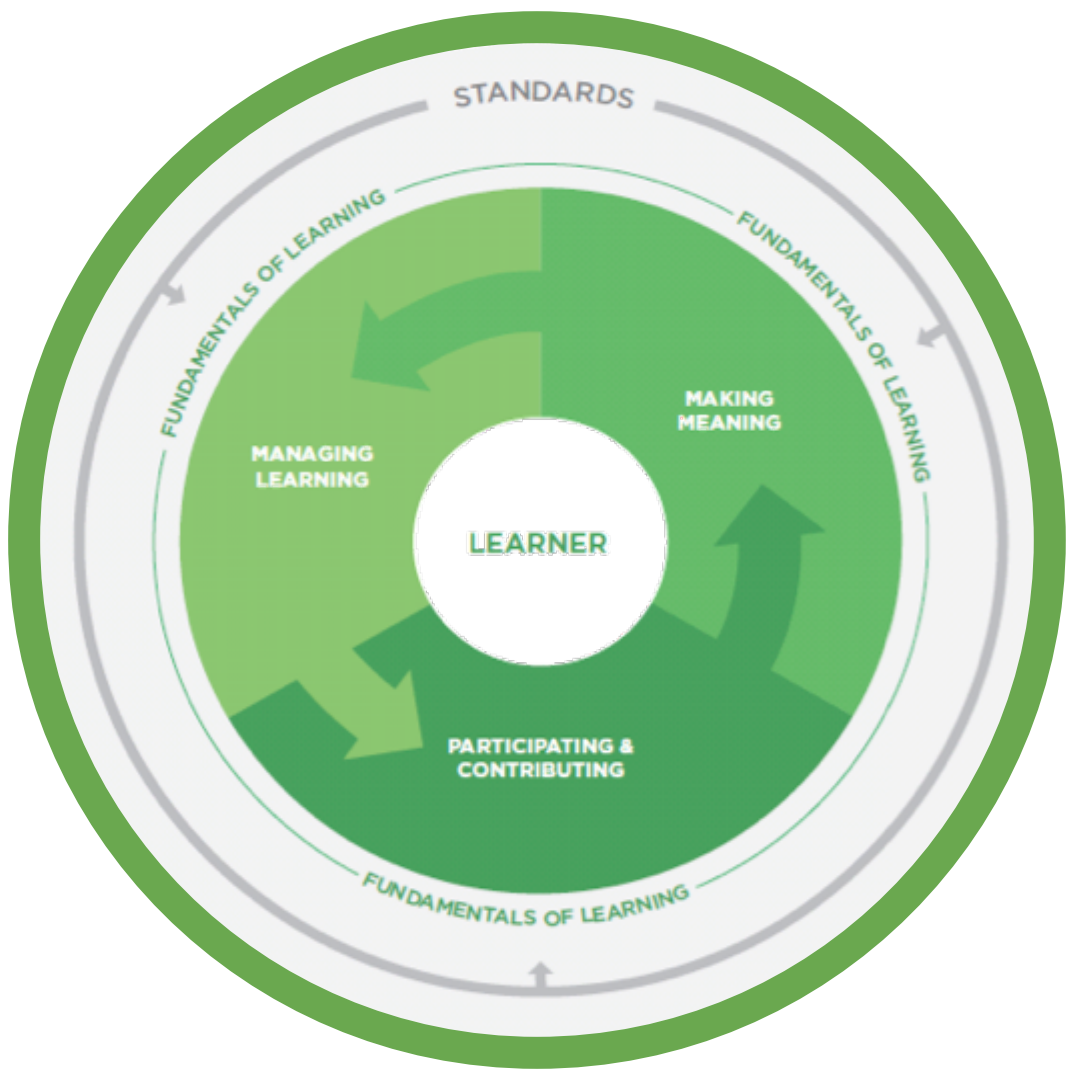 STANDARDS
FUNDAMENTALS OF LEARNING
FUNDAMENTALS OF LEARNING
MAKING
MEANING
MANAGING
LEARNING
LEARNER
PARTICIPATING &
CONTRIBUTING
FUNDAMENTALS OF LEARNING